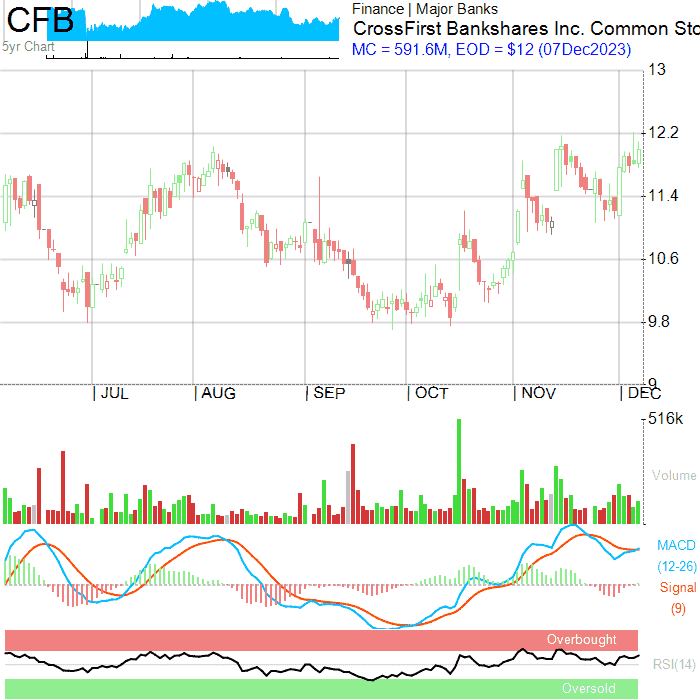 CFB
5yr Chart
Finance | Major Banks
CrossFirst Bankshares Inc. Common Sto
MC = 591.6M, EOD = $12 (07Dec2023)
13
12.2
11.4
10.6
9.8
9
| JUL | AUG | SEP | OCT | NOV | DEC
516k
Volume
MACD
(12-26)
Signal
(9)
Overbought
RSI(14)
Oversold